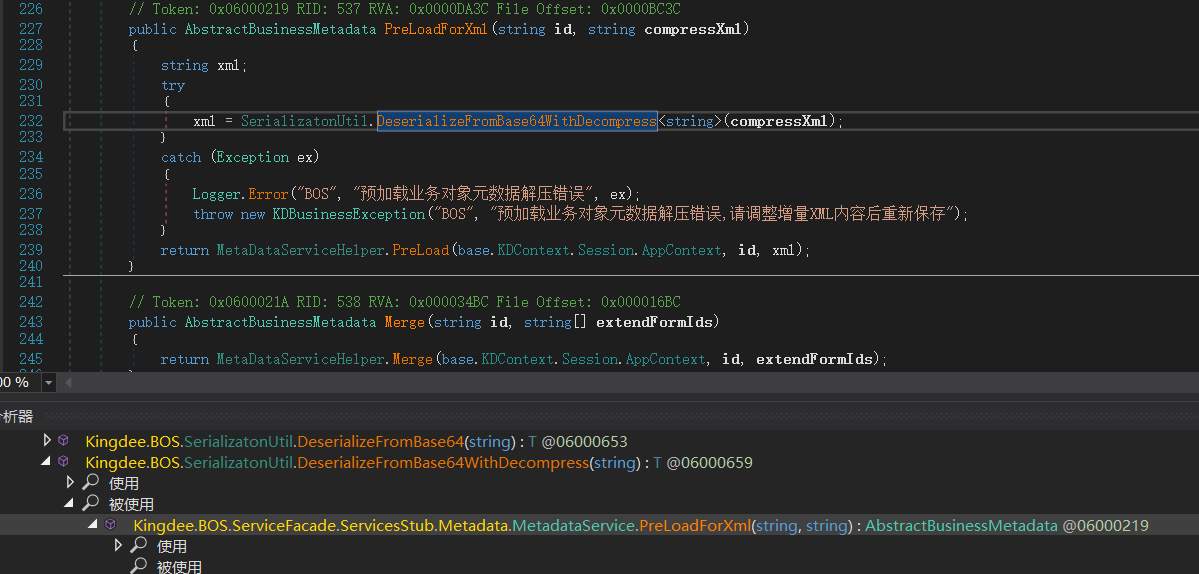 226 // Token: 0x06000219 RID: 537 RVA: 0x0000DA3C File Offset: 0x0000BC3C
227 public AbstractBusinessMetadata PreLoadForXml(string id, string compressXml)
228 {
229 string xml;
230 try
231 {
232 xml = SerializatonUtil.DeserializeFromBase64WithDecompress<string>(compressXml);
233 }
234 catch (Exception ex)
235 {
236 Logger.Error("BOS", "预加载业务对象元数据解压错误", ex);
237 throw new KDBusinessException("BOS", "预加载业务对象元数据解压错误,请调整增量XML内容后重新保存");
238 }
239 return MetaDataServiceHelper.PreLoad(base.KDContext.Session.AppContext, id, xml);
240 }
241
242 // Token: 0x0600021A RID: 538 RVA: 0x000034BC File Offset: 0x000016BC
243 public AbstractBusinessMetadata Merge(string id, string[] extendFormIds)
244 {
245 return MetaDataServiceHelper.Merge(base.KDContext.Session.AppContext, id, extendFormIds);
00 %
析器
Kingdee.BOS.SerializatonUtil.DeserializeFromBase64(string) : T @06000653
Kingdee.BOS.SerializatonUtil.DeserializeFromBase64WithDecompress(string) : T @06000659
使用
被使用
Kingdee.BOS.ServiceFacade.ServicesStub.Metadata.MetadataService.PreLoadForXml(string, string) : AbstractBusinessMetadata @06000219
使用
被使用